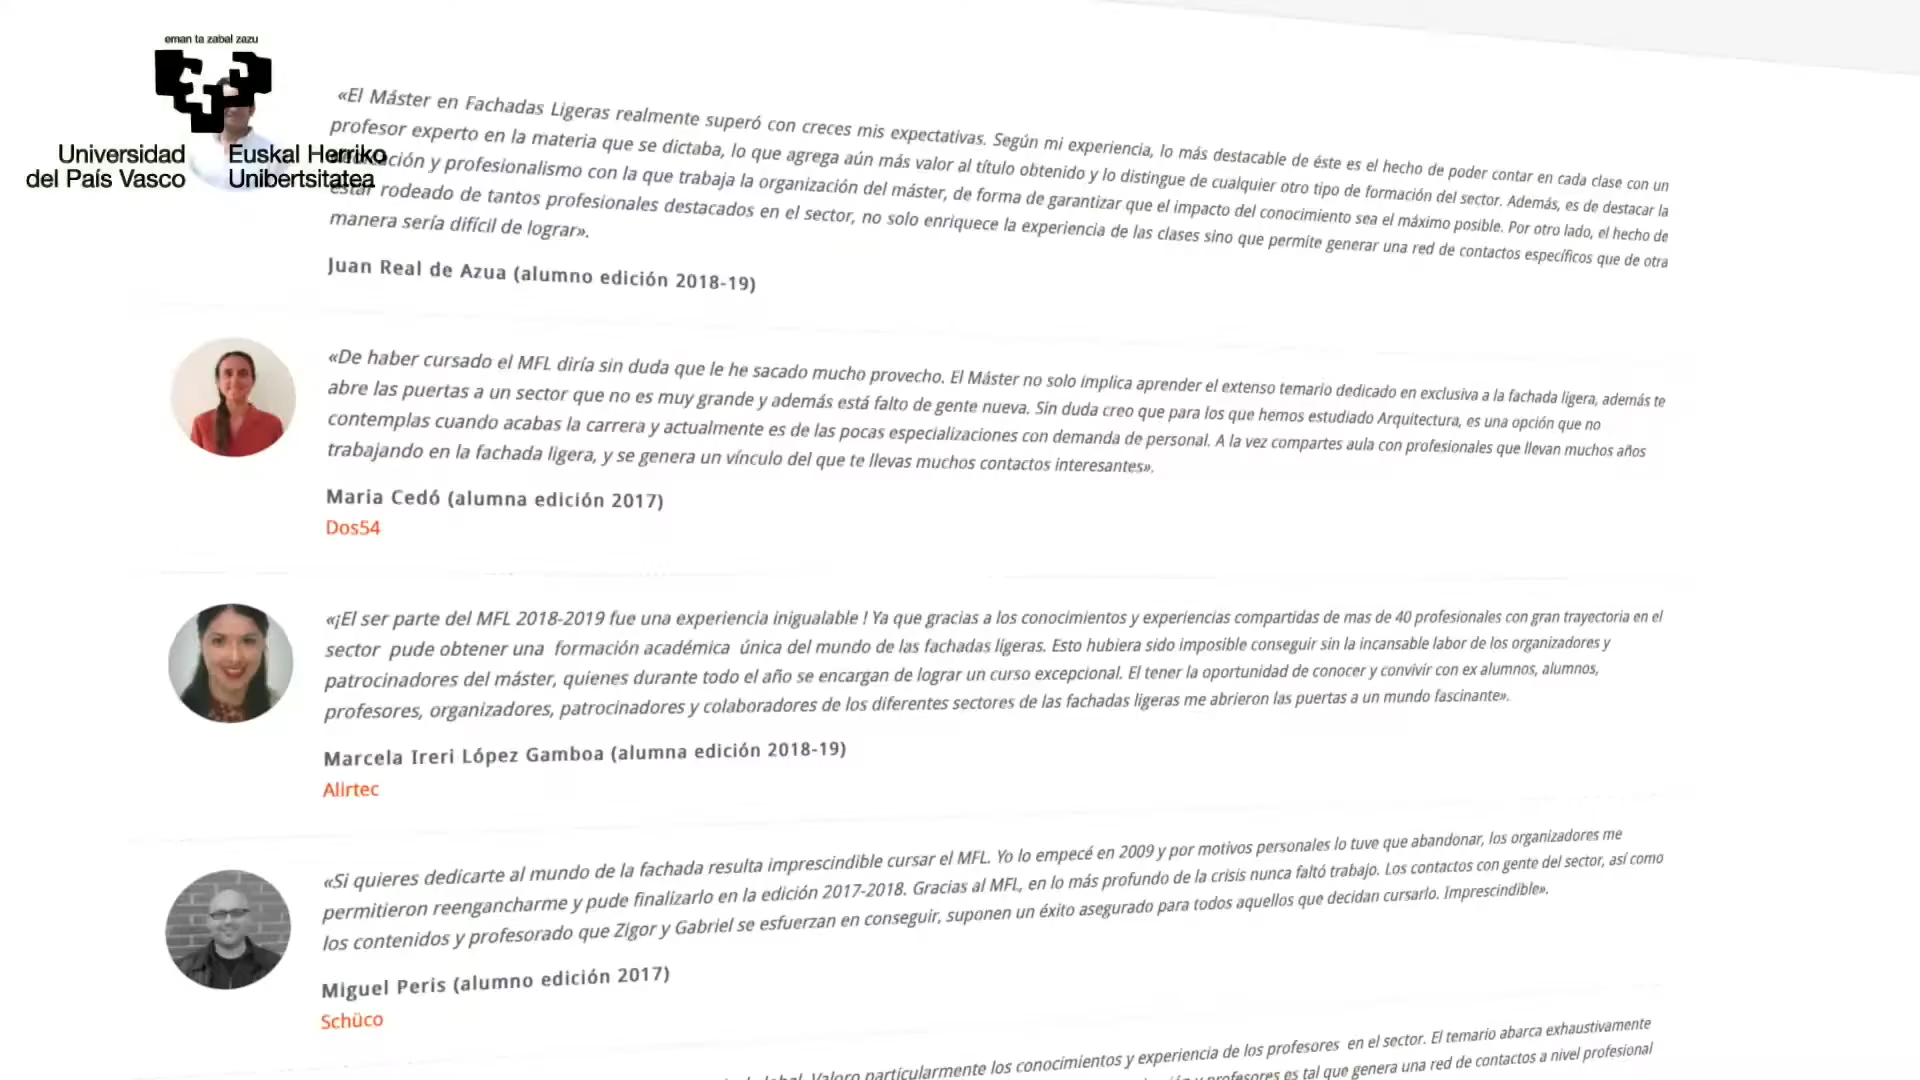 eman ta zabal zazu
Universidad
del País Vasco
Euskal Herriko
Unibertsitatea
«El Máster en Fachadas Ligeras realmente superó con creces mis expectativas. Según mi experiencia, lo más destacable de éste es el hecho de poder contar en cada clase con un
profesor experto en la materia que se dictaba, lo que agrega aún más valor al título obtenido y lo distingue de cualquier otro tipo de formación del sector. Además, es de destacar la
y profesionalismo con la que trabaja la organización del máster, de forma de garantizar que el impacto del conocimiento sea el máximo posible. Por otro lado, el hecho de
estar rodeado de tantos profesionales destacados en el sector, no solo enriquece la experiencia de las clases sino que permite generar una red de contactos específicos que de otra
manera sería difícil de lograr».
Juan Real de Azua (alumno edición 2018-19)
«De haber cursado el MFL diría sin duda que le he sacado mucho provecho. El Máster no solo implica aprender el extenso temario dedicado en exclusiva a la fachada ligera, además te
abre las puertas a un sector que no es muy grande y además está falto de gente nueva. Sin duda creo que para los que hemos estudiado Arquitectura, es una opción que no
contemplas cuando acabas la carrera y actualmente es de las pocas especializaciones con demanda de personal. A la vez compartes aula con profesionales que llevan muchos años
trabajando en la fachada ligera, y se genera un vínculo del que te llevas muchos contactos interesantes».
Maria Cedó (alumna edición 2017)
Dos54
«¡El ser parte del MFL 2018-2019 fue una experiencia inigualable ! Ya que gracias a los conocimientos y experiencias compartidas de mas de 40 profesionales con gran trayectoria en el
sector pude obtener una formación académica única del mundo de las fachadas ligeras. Esto hubiera sido imposible conseguir sin la incansable labor de los organizadores y
patrocinadores del máster, quienes durante todo el año se encargan de lograr un curso excepcional. El tener la oportunidad de conocer y convivir con ex alumnos, alumnos,
profesores, organizadores, patrocinadores y colaboradores de los diferentes sectores de las fachadas ligeras me abrieron las puertas a un mundo fascinante».
Marcela Ireri López Gamboa (alumna edición 2018-19)
Alirtec
«Si quieres dedicarte al mundo de la fachada resulta imprescindible cursar el MFL. Yo lo empecé en 2009 y por motivos personales lo tuve que abandonar, los organizadores me
permitieron reengancharme y pude finalizarlo en la edición 2017-2018. Gracias al MFL, en lo más profundo de la crisis nunca faltó trabajo. Los contactos con gente del sector, así como
los contenidos y profesorado que Zigor y Gabriel se esfuerzan en conseguir, suponen un éxito asegurado para todos aquellos que decidan cursarlo. Imprescindible».
Miguel Peris (alumno edición 2017)
Schüco
Valoro particularmente los conocimientos y experiencia de los profesores en el sector. El temario abarca exhaustivamente
y profesores es tal que genera una red de contactos a nivel profesional